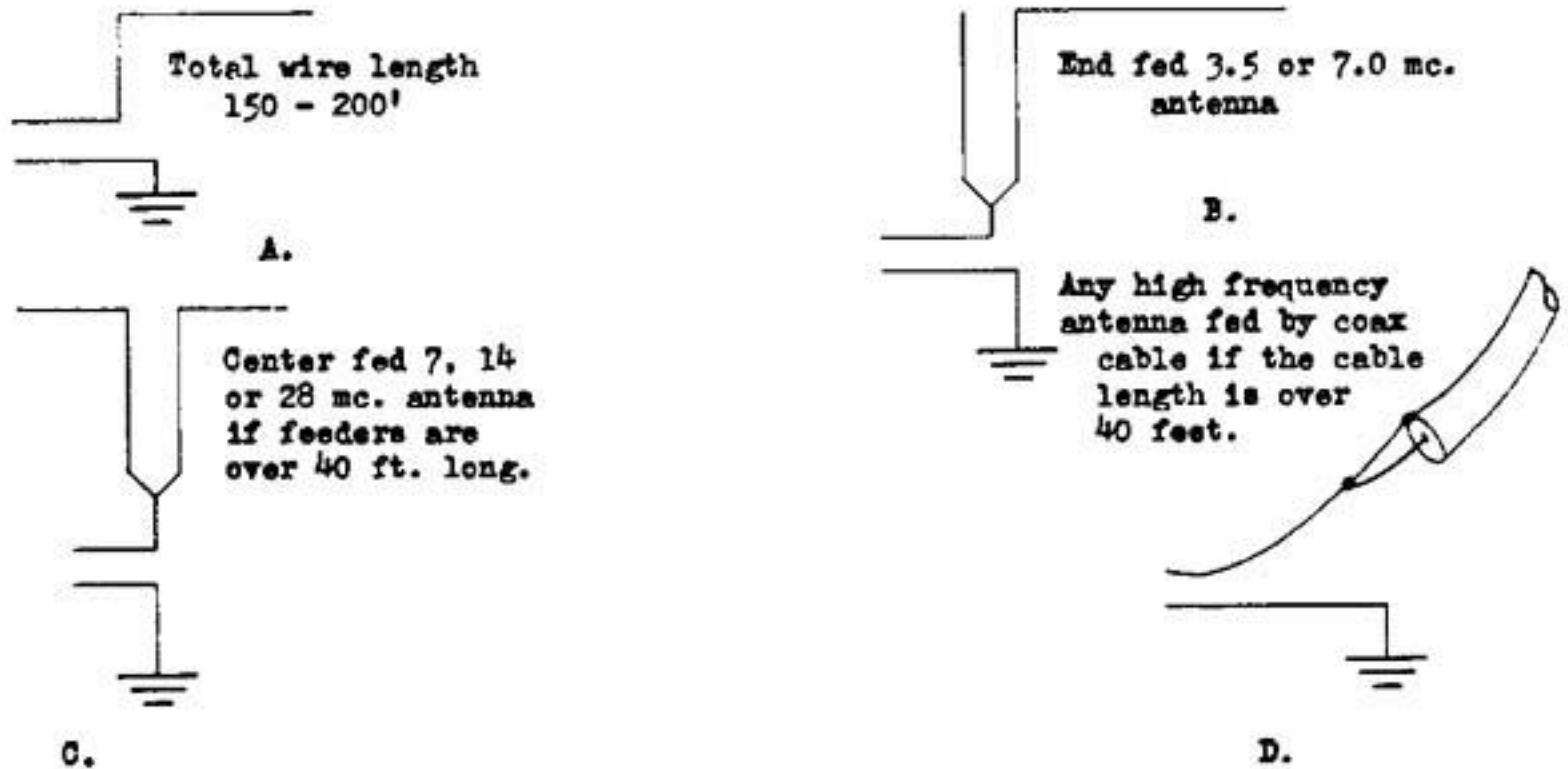 Total wire length
150 - 200'
A.
End fed 3.5 or 7.0 mc.
antenna
B.
Center fed 7, 14
or 28 mc. antenna
if feeders are
over 40 ft. long.
C.
Any high frequency
antenna fed by coax
cable if the cable
length is over
40 feet.
D.